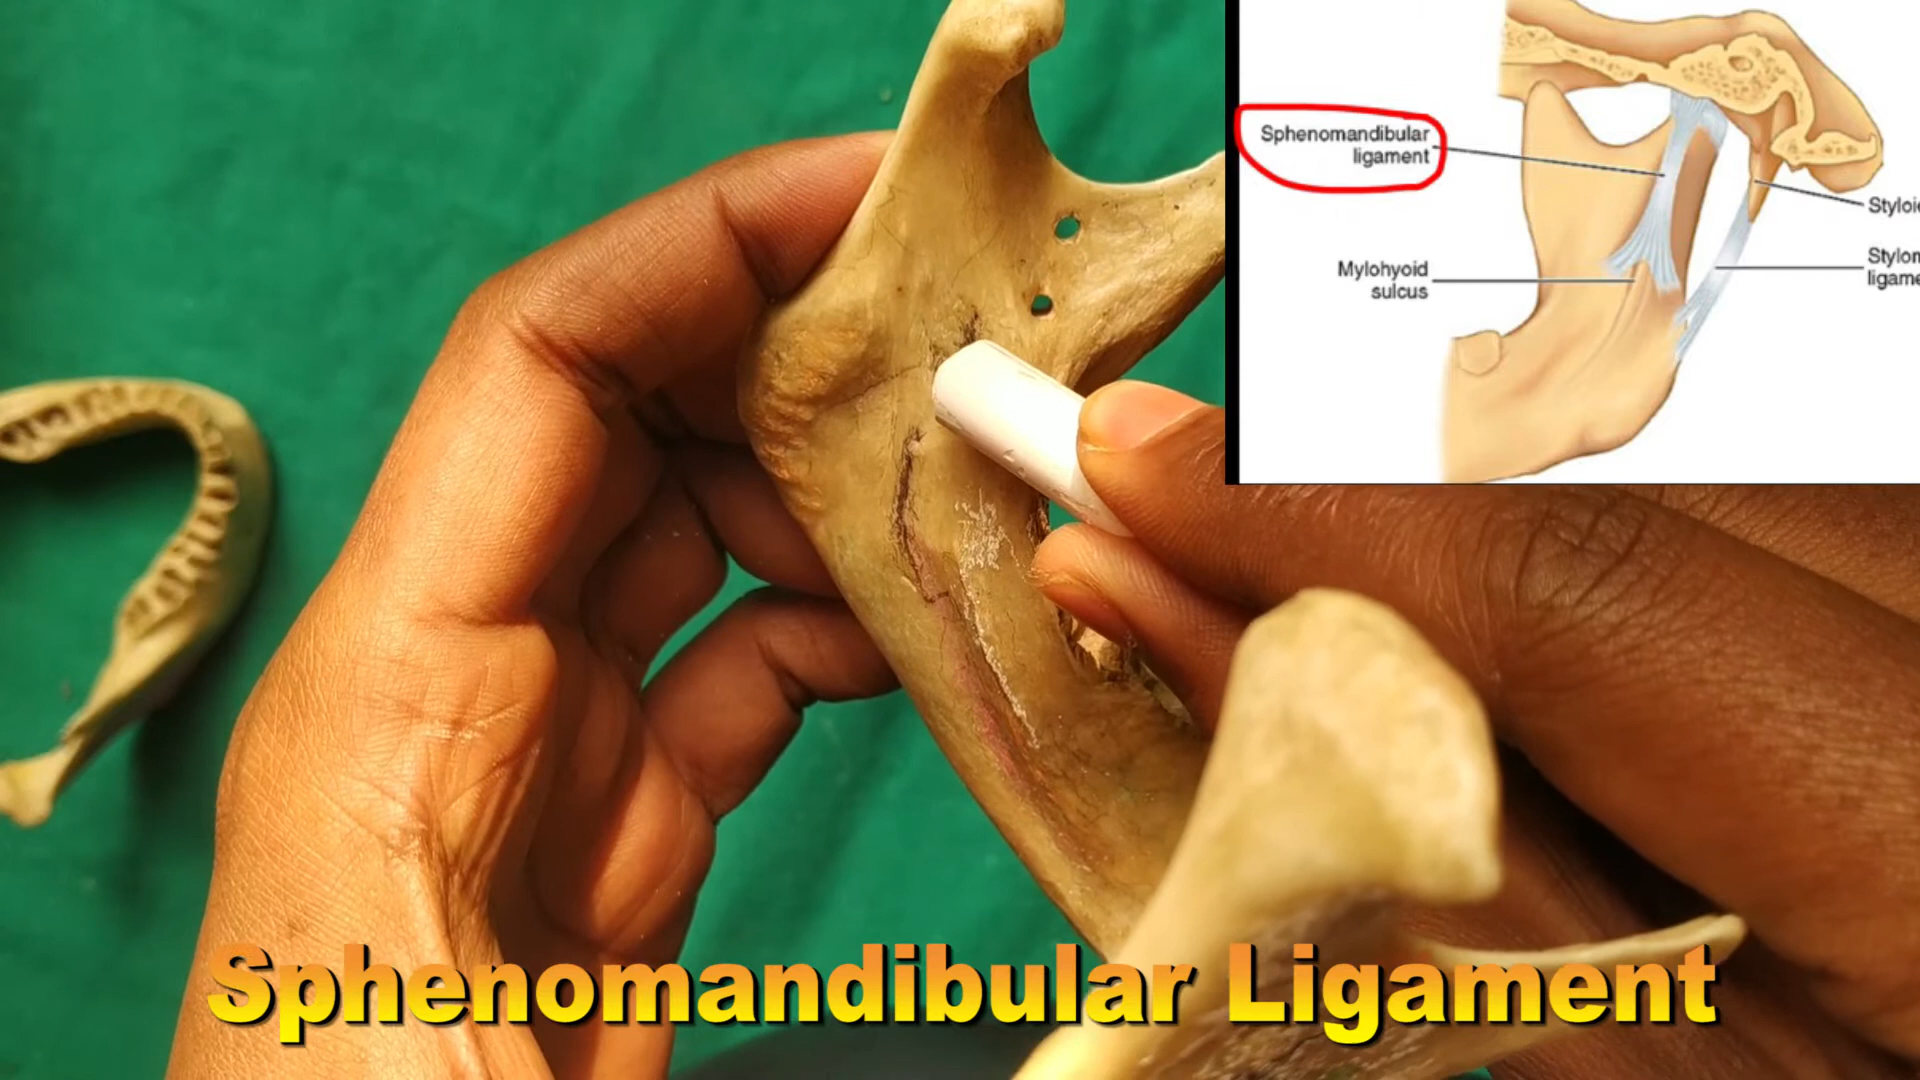 Sphenomandibular
ligament
Mylohyoid
sulcus
Sphenomandibular Ligament